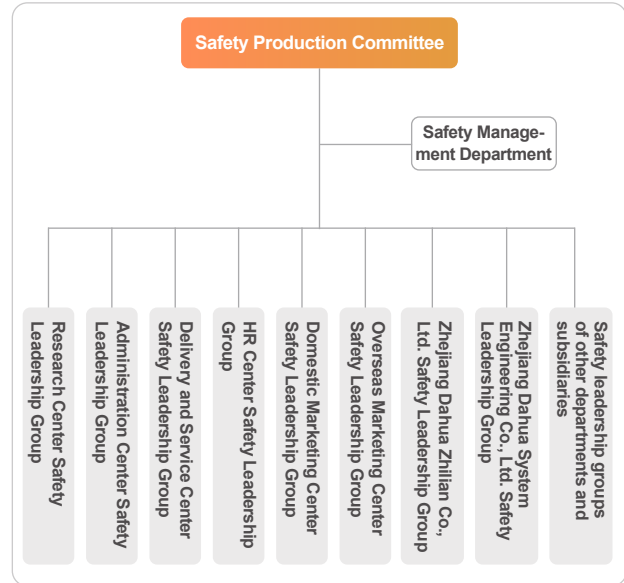 Safety Production Committee
Safety Manage-
ment Department
Research Center Safety
Leadership Group
Administration Center Safety
Leadership Group
Delivery and Service Center
Safety Leadership Group
HR Center Safety Leadership
Group
Domestic Marketing Center
Safety Leadership Group
Overseas Marketing Center
Safety Leadership Group
Zhejiang Dahua Zhilian Co.,
Ltd. Safety Leadership Group
Zhejiang Dahua System
Engineering Co., Ltd. Safety
Leadership Group
Safety leadership groups
of other departments and
subsidiaries